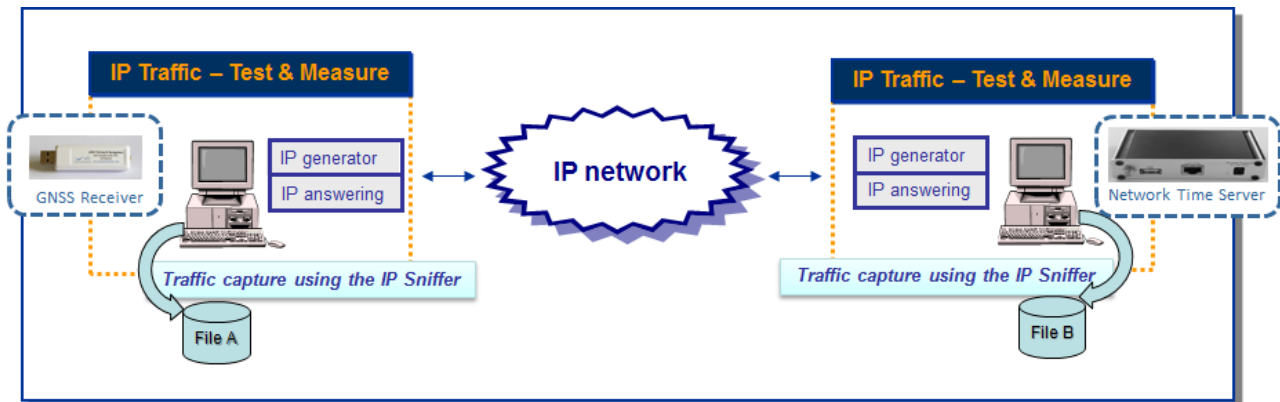 IP Traffic – Test & Measure
GNSS Receiver
IP generator
IP answering
Traffic capture using the IP Sniffer
File A
IP network
IP Traffic – Test & Measure
IP generator
IP answering
Network Time Server
Traffic capture using the IP Sniffer
File B